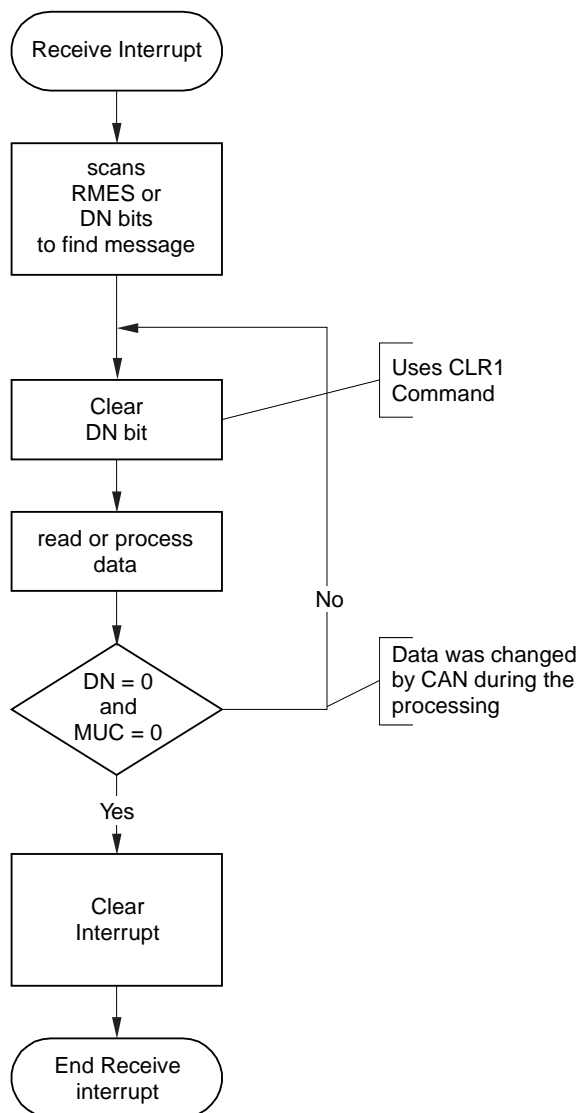 Receive Interrupt
scans
RMES or
DN bits
to find message
Uses CLR1
Command
Clear
DN bit
read or process
data
No
Data was changed
by CAN during the
processing
DN = 0
and
MUC = 0
Yes
Clear
Interrupt
End Receive
interrupt